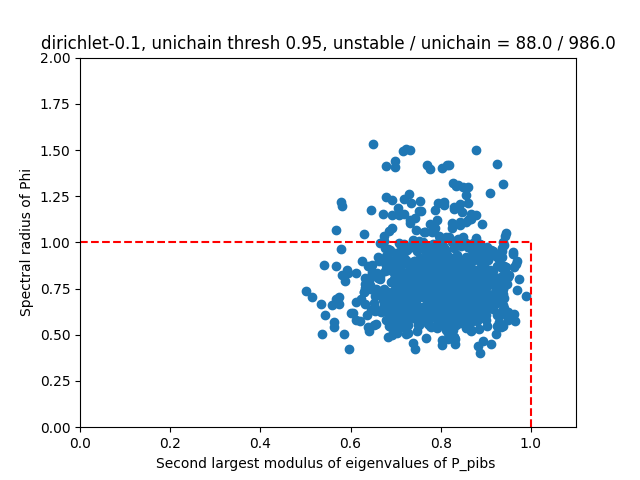 dirichlet-0.1, unichain thresh 0.95, unstable / unichain = 88.0 / 986.0
2.00
1.75
1.50
1.25
1.00
0.75
0.50
0.25
0.00
Spectral radius of Phi
0.0 0.2 0.4 0.6 0.8 1.0
Second largest modulus of eigenvalues of P_pibs